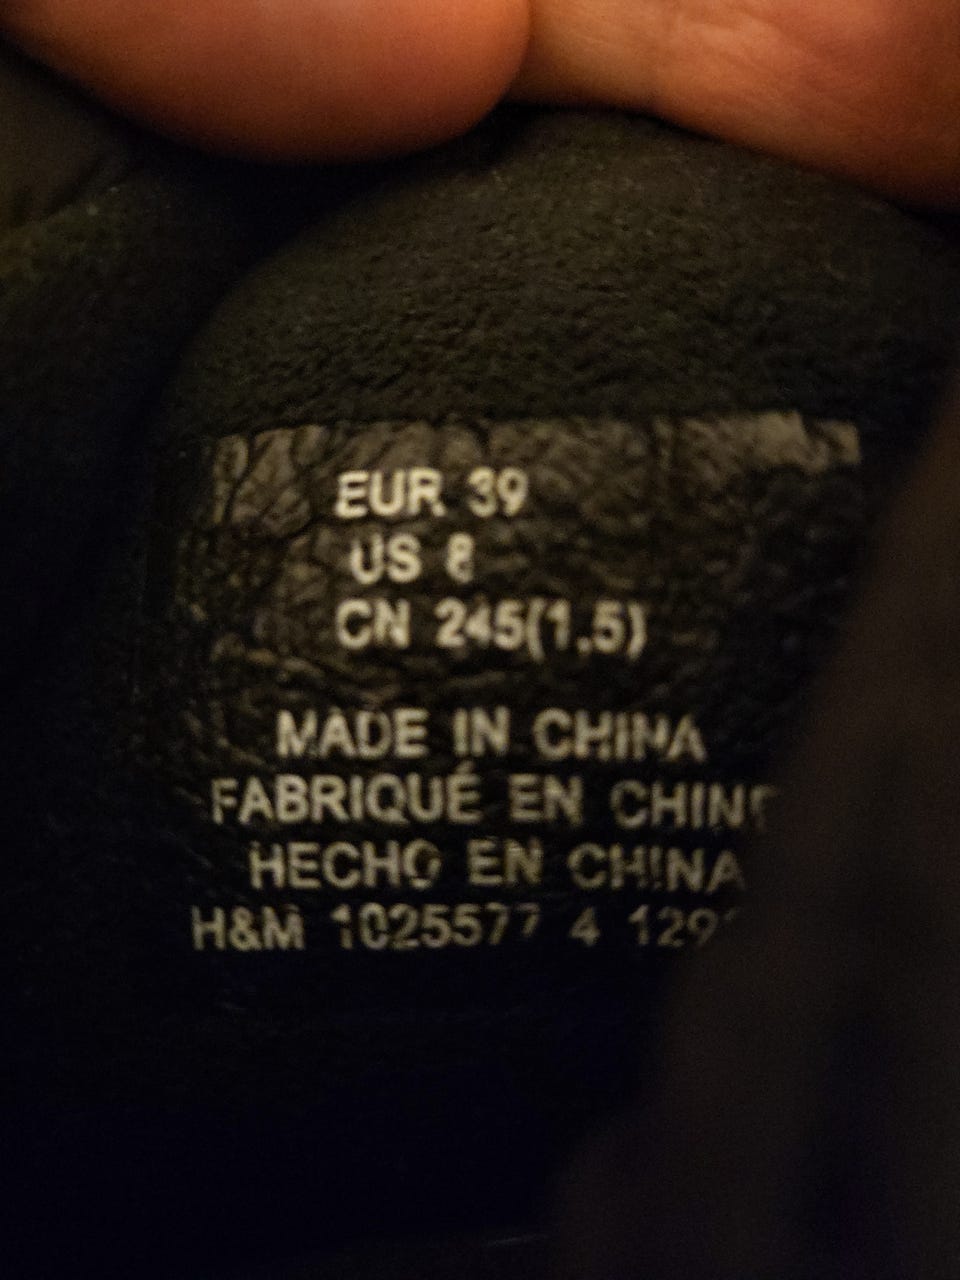 EUR 39
US 8
CN 245(1.5)
MADE IN CHINA
FABRIQUÉ EN CHINE
HECHO EN CHINA
H&M 1025577 4